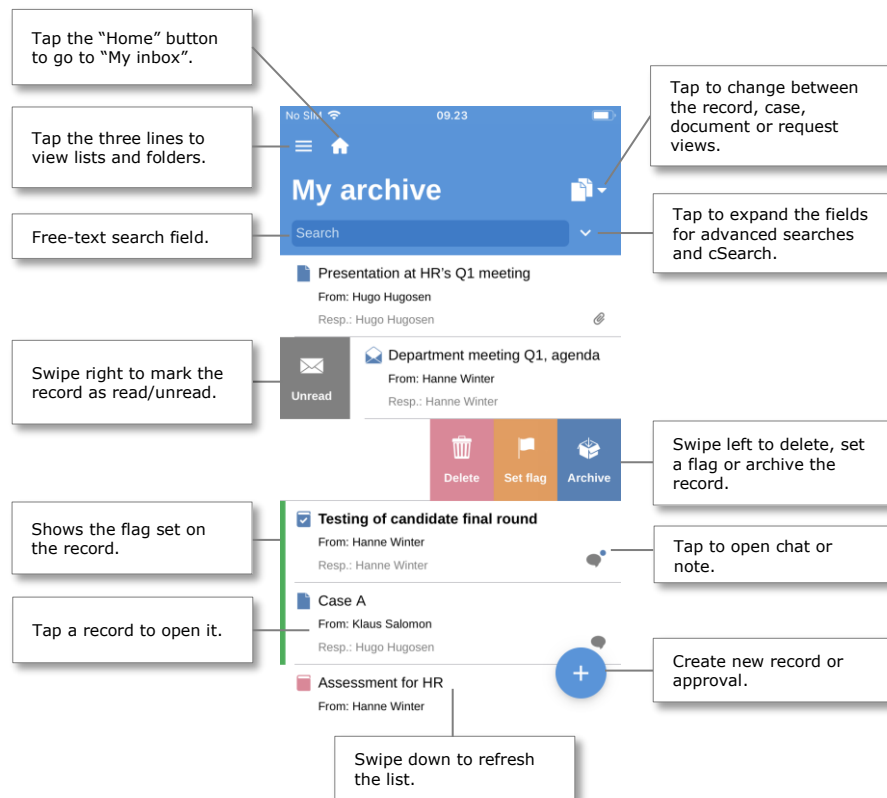 Tap the “Home” button
to go to “My inbox”.
Tap the three lines to
view lists and folders.
Free-text search field.
Swipe right to mark the
record as read/unread.
Shows the flag set on
the record.
Tap a record to open it.
No SIM
09.23
My archive
Search
Presentation at HR’s Q1 meeting
From: Hugo Hugosen
Resp.: Hugo Hugosen
Unread
Department meeting Q1, agenda
From: Hanne Winter
Resp.: Hanne Winter
Delete
Set flag
Archive
Testing of candidate final round
From: Hanne Winter
Resp.: Hanne Winter
Case A
From: Klaus Salomon
Resp.: Hugo Hugosen
Assessment for HR
From: Hanne Winter
Swipe down to refresh
the list.
Tap to change between
the record, case,
document or request
views.
Tap to expand the fields
for advanced searches
and cSearch.
Swipe left to delete, set
a flag or archive the
record.
Tap to open chat or
note.
Create new record or
approval.